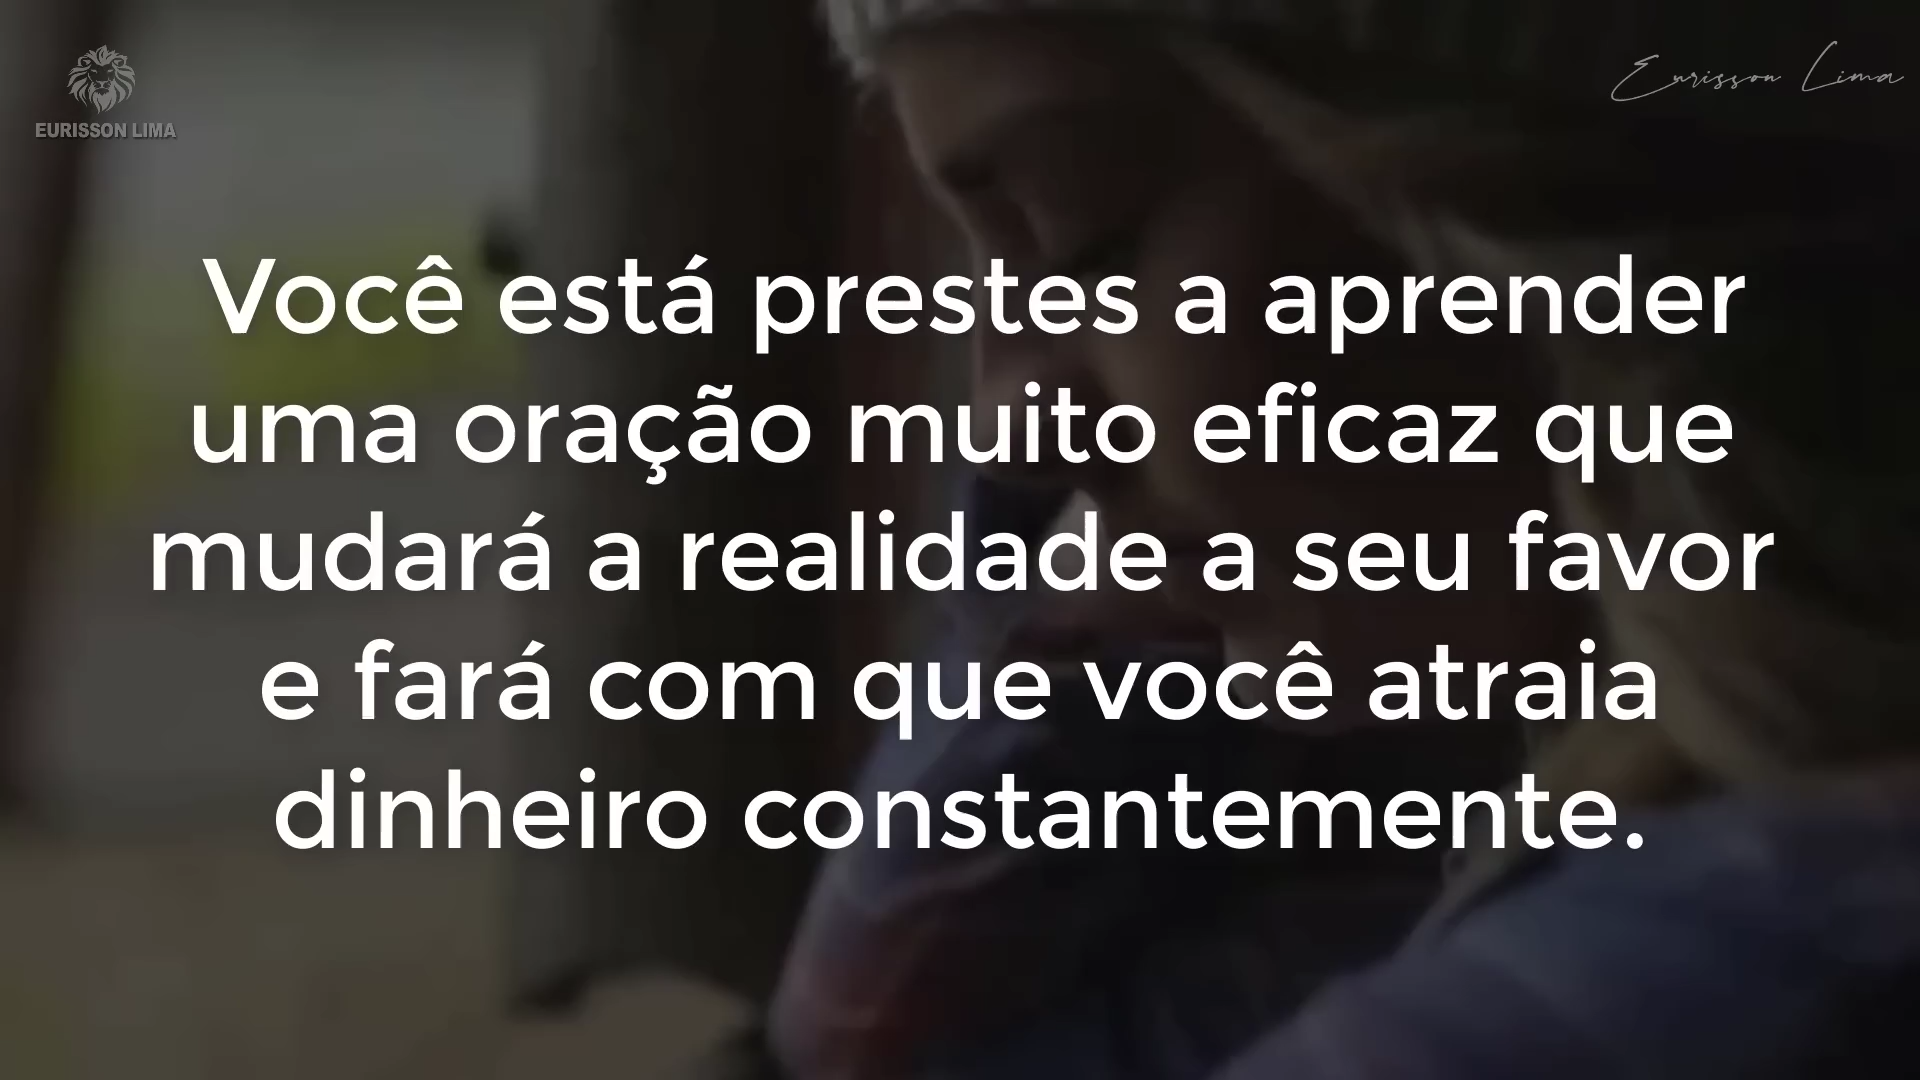 EURISSON LIMA
Eurisson Lima
Você está prestes a aprender
uma oração muito eficaz que
mudará a realidade a seu favor
e fará com que você atraia
dinheiro constantemente.